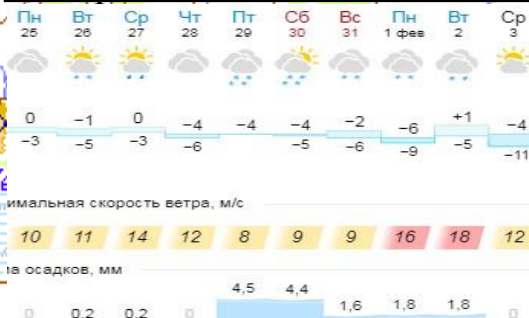 Пн Вт Ср Чт Пт Сб Вс Пн Вт Ср
25 26 27 28 29 30 31 1 фев 2 3
0 −1 0 −4 −4 −4 −2 −6 +1 −4
−3 −5 −3 −6 −5 −6 −9 −5 −11
имальная скорость ветра, м/с
10 11 14 12 8 9 9 16 18 12
а осадков, мм
4,5 4,4
0 0,2 0,2 0 1,6 1,8 1,8 0